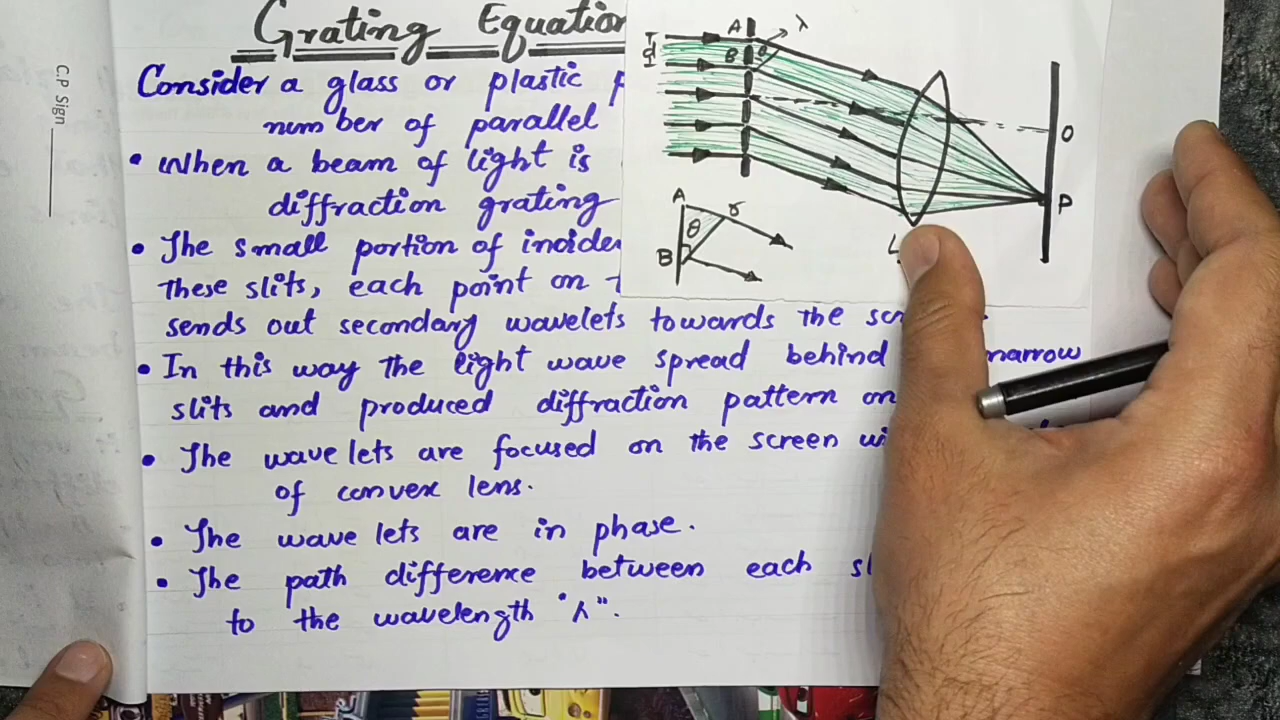 Grating Equation
Consider a glass or plastic
number of parallel
• When a beam of light is
diffraction grating
• The small portion of
these slits, each point on
sends out secondary wavelets towards the
• In this way the light wave spread behind narrow
slits and produced diffraction pattern on
• The wavelets are focused on the screen
of convex lens.
• The wavelets are in phase.
• The path difference between each
to the wavelength "λ".
C.P Sign
A
λ
d
B
θ
O
P
A
r
θ
B
L